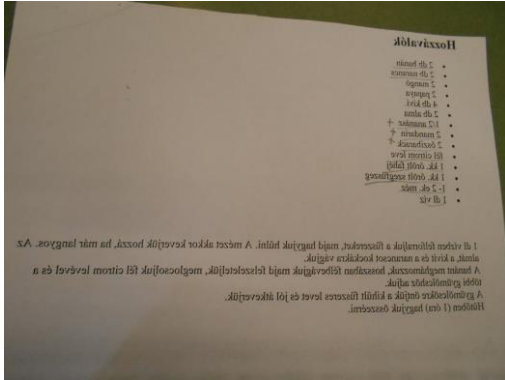 Hozzávalók
2 db banán
2 db narancs
2 mangó
2 papaya
4 db kivi
2 db alma
1/2 ananász +
2 mandarin +
2 őszibarack +
fél citrom leve
1 kk. őrölt fahéj
1 kk. őrölt szegfűszeg
1-2 ek. méz
1 dl víz
1 dl vízben felforraljuk a fűszereket, majd hagyjuk hűlni. A mézet akkor keverjük hozzá, ha már langyos. Az
almát, a kivit és a narancsot kockákra vágjuk.
A banánt meghámozzuk, hosszában félbevágjuk majd felszeleteljük, meglocsoljuk fél citrom levével és a
többi gyümölcshöz adjuk.
A gyümölcsökre öntjük a kihűlt fűszeres levet és jól átkeverjük.
Hűtőben (1 óra) hagyjuk összeérni.